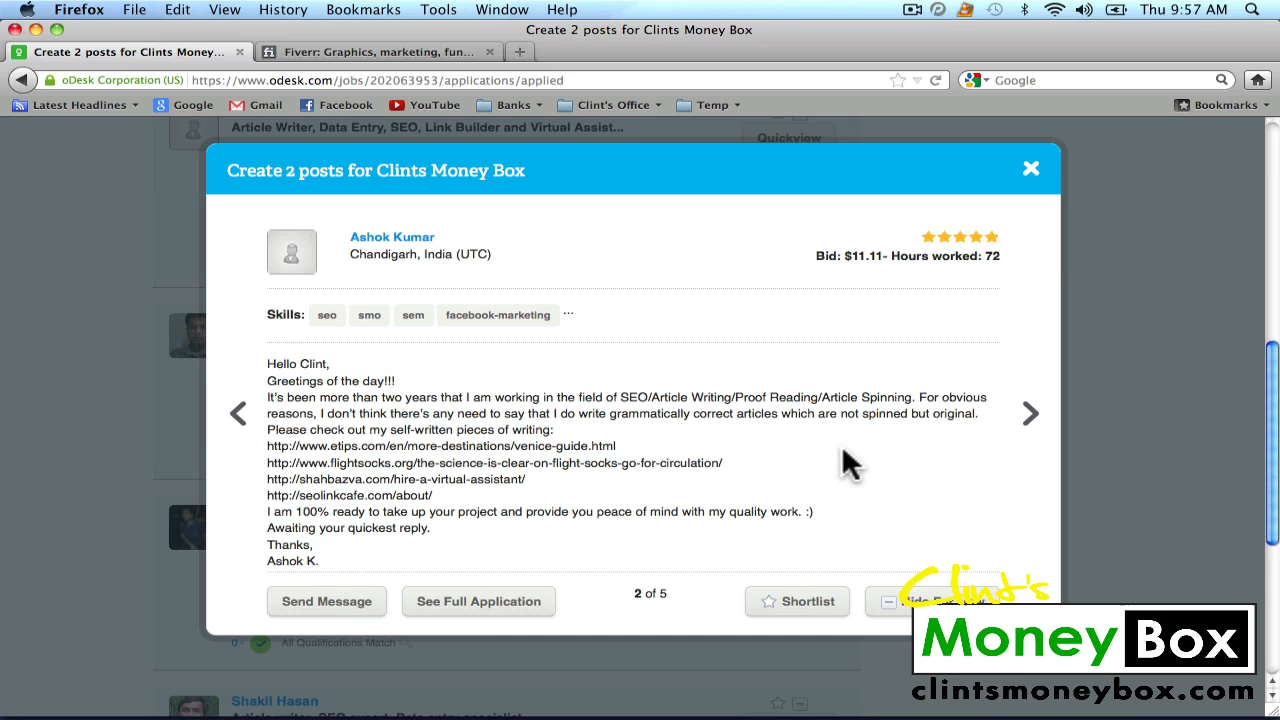 Firefox File Edit View History Bookmarks Tools Window Help Thu 9:57 AM
Create 2 posts for Clints Money Box
Create 2 posts for Clints Money... Fiverr: Graphics, marketing, fun...
oDesk Corporation (US) https://www.odesk.com/jobs/202063953/applications/applied Google
Latest Headlines Google Gmail Facebook YouTube Banks Clint's Office Temp Bookmarks
Article Writer, Data Entry, SEO, Link Builder and Virtual Assist...
Quickview
Create 2 posts for Clints Money Box
Ashok Kumar
Chandigarh, India (UTC)
Bid: $11.11- Hours worked: 72
Skills: seo smo sem facebook-marketing ...
Hello Clint,
Greetings of the day!!!
It's been more than two years that I am working in the field of SEO/Article Writing/Proof Reading/Article Spinning. For obvious
reasons, I don't think there's any need to say that I do write grammatically correct articles which are not spinned but original.
Please check out my self-written pieces of writing:
http://www.etips.com/en/more-destinations/venice-guide.html
http://www.flightsocks.org/the-science-is-clear-on-flight-socks-go-for-circulation/
http://shahbazva.com/hire-a-virtual-assistant/
http://seolinkcafe.com/about/
I am 100% ready to take up your project and provide you peace of mind with my quality work. :)
Awaiting your quickest reply.
Thanks,
Ashok K.
Send Message See Full Application 2 of 5 Shortlist
Clint's
Money Box
clintsmoneybox.com
0 - All Qualifications Match
Shakil Hasan